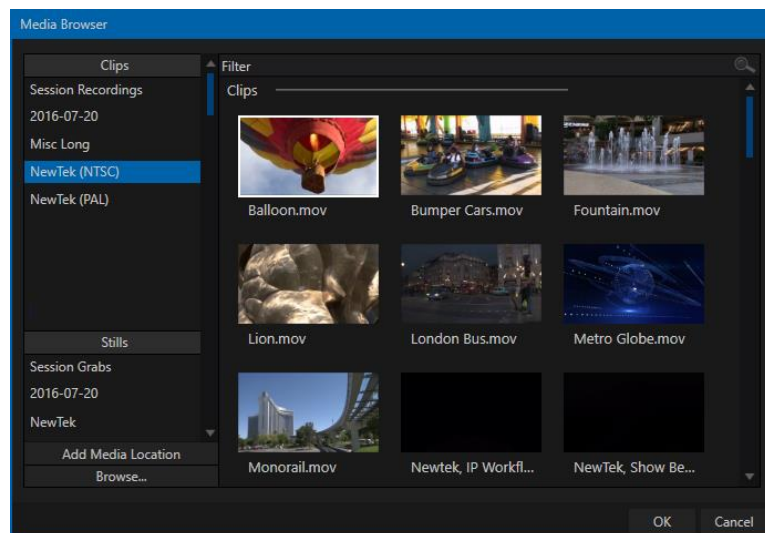 Media Browser
Clips
Session Recordings
2016-07-20
Misc Long
NewTek (NTSC)
NewTek (PAL)
Stills
Session Grabs
2016-07-20
NewTek
Add Media Location
Browse...
Filter
Clips
Balloon.mov
Bumper Cars.mov
Fountain.mov
Lion.mov
London Bus.mov
Metro Globe.mov
Monorail.mov
Newtek, IP Workfl...
NewTek, Show Be...
OK
Cancel